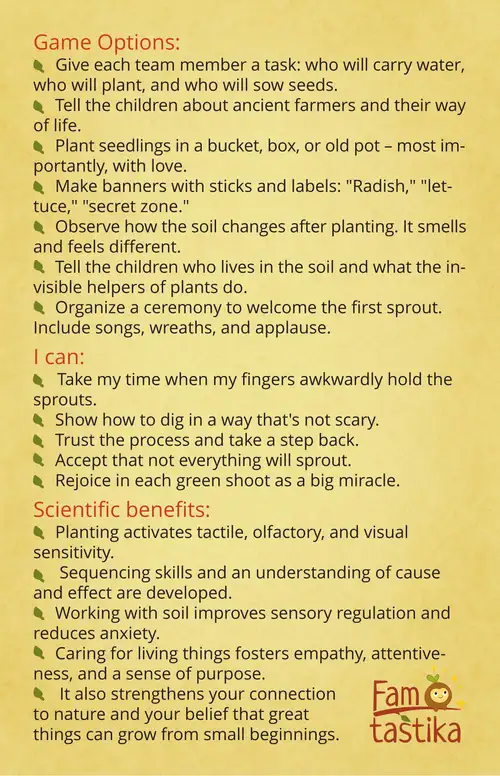 Game Options:
Give each team member a task: who will carry water,
who will plant, and who will sow seeds.
Tell the children about ancient farmers and their way
of life.
Plant seedlings in a bucket, box, or old pot – most im-
portantly, with love.
Make banners with sticks and labels: "Radish," "let-
tuce," "secret zone."
Observe how the soil changes after planting. It smells
and feels different.
Tell the children who lives in the soil and what the in-
visible helpers of plants do.
Organize a ceremony to welcome the first sprout.
Include songs, wreaths, and applause.
I can:
Take my time when my fingers awkwardly hold the
sprouts.
Show how to dig in a way that's not scary.
Trust the process and take a step back.
Accept that not everything will sprout.
Rejoice in each green shoot as a big miracle.
Scientific benefits:
Planting activates tactile, olfactory, and visual
sensitivity.
Sequencing skills and an understanding of cause
and effect are developed.
Working with soil improves sensory regulation and
reduces anxiety.
Caring for living things fosters empathy, attentive-
ness, and a sense of purpose.
It also strengthens your connection
to nature and your belief that great
things can grow from small beginnings.
Fam
tastika